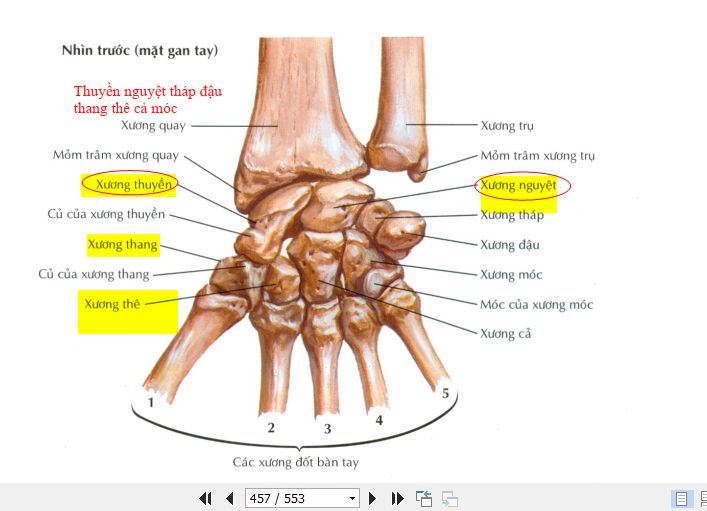 Nhìn trước (mặt gan tay)
Thuyền nguyệt tháp đậu
thang thê cả móc
Xương quay
Mỏm trâm xương quay
Xương thuyền
Củ của xương thuyền
Xương thang
Củ của xương thang
Xương thê
Xương trụ
Mỏm trâm xương trụ
Xương nguyệt
Xương tháp
Xương đậu
Xương móc
Móc của xương móc
Xương cả
1
2
3
4
5
Các xương đốt bàn tay
457 / 553